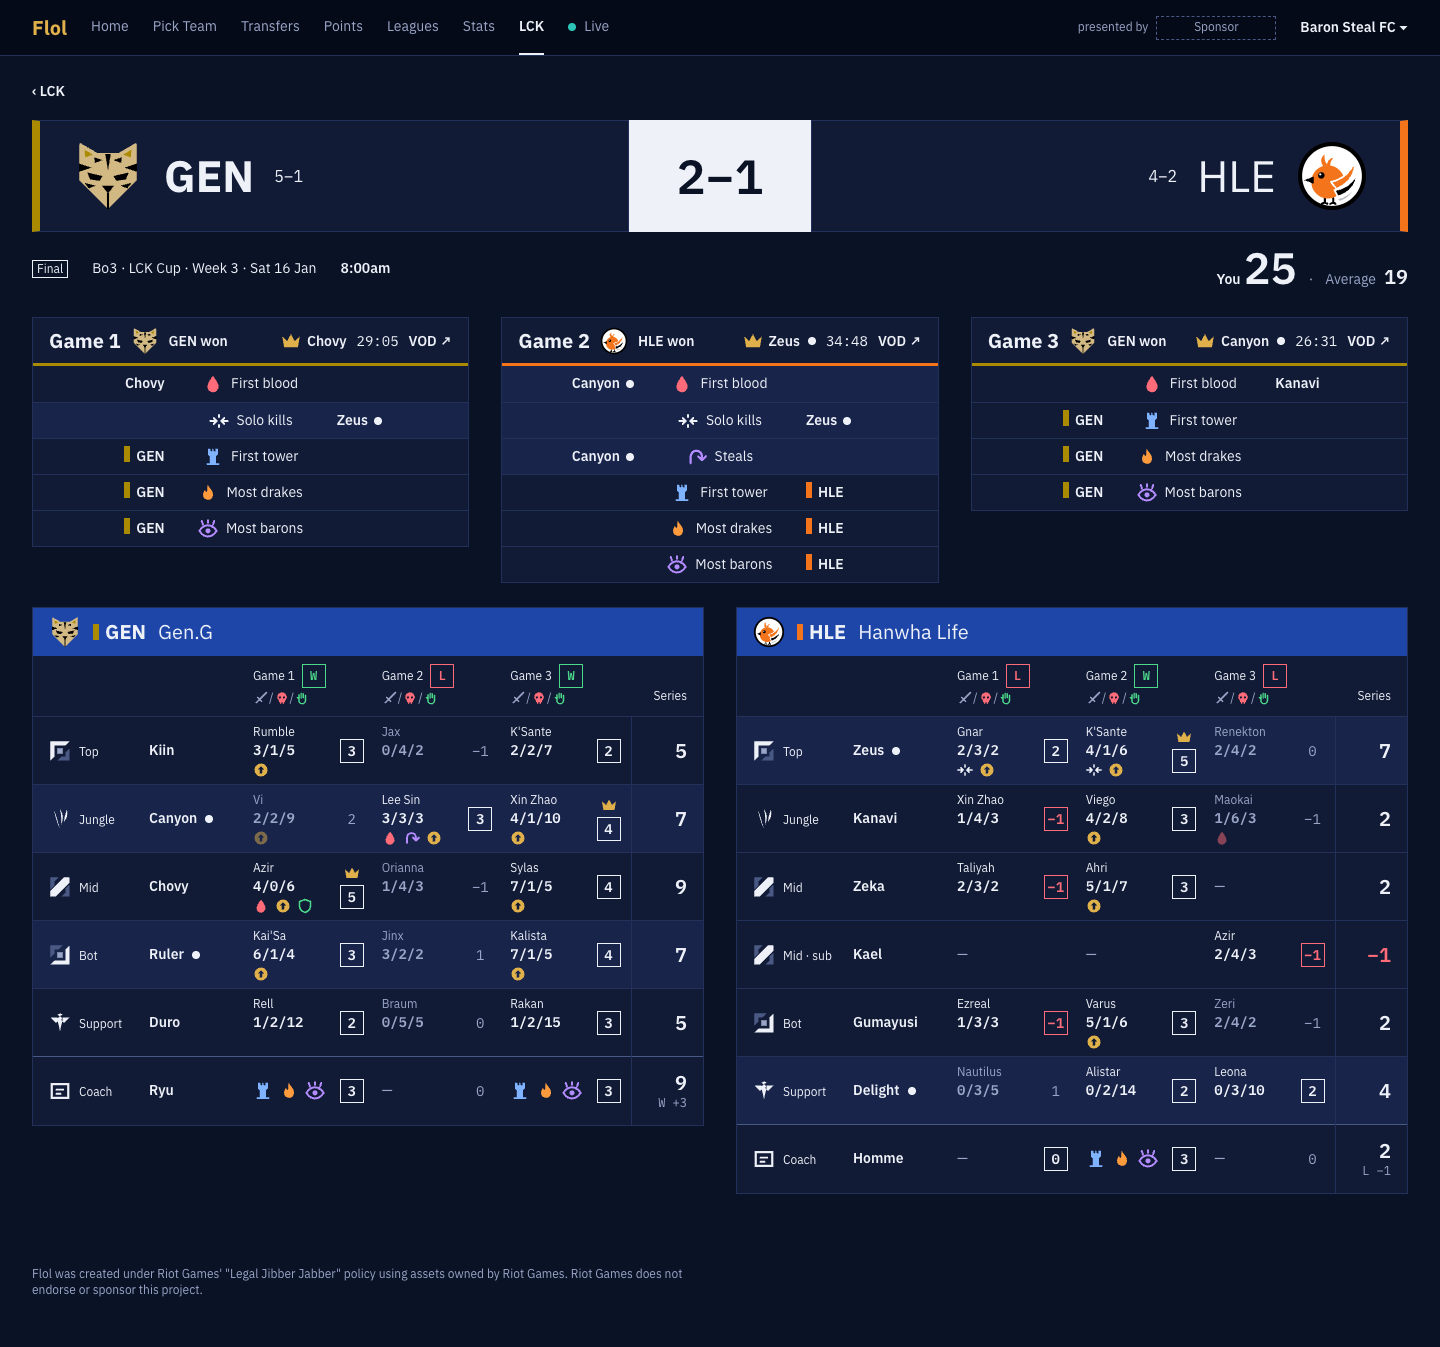 Flol Home Pick Team Transfers Points Leagues Stats LCK Live presented by Sponsor Baron Steal FC
‹ LCK
GEN 5–1 2–1 4–2 HLE
Final Bo3 · LCK Cup · Week 3 · Sat 16 Jan 8:00am You 25 · Average 19
Game 1 GEN won Chovy 29:05 VOD ↗
Chovy First blood
Solo kills Zeus
GEN First tower
GEN Most drakes
GEN Most barons
Game 2 HLE won Zeus 34:48 VOD ↗
Canyon First blood
Solo kills Zeus
Canyon Steals
First tower HLE
Most drakes HLE
Most barons HLE
Game 3 GEN won Canyon 26:31 VOD ↗
First blood Kanavi
GEN First tower
GEN Most drakes
GEN Most barons
GEN Gen.G
Game 1 W Game 2 L Game 3 W
/ / / / / / Series
Rumble Jax K'Sante
Top Kiin 3/1/5 3 0/4/2 −1 2/2/7 2 5
Vi Lee Sin Xin Zhao
Jungle Canyon 2/2/9 2 3/3/3 3 4/1/10 4 7
Azir Orianna Sylas
Mid Chovy 4/0/6 5 1/4/3 −1 7/1/5 4 9
Kai'Sa Jinx Kalista
Bot Ruler 6/1/4 3 3/2/2 1 7/1/5 4 7
Rell Braum Rakan
Support Duro 1/2/12 2 0/5/5 0 1/2/15 3 5
Coach Ryu 3 — 0 3 9
W +3
HLE Hanwha Life
Game 1 L Game 2 W Game 3 L
/ / / / / / Series
Gnar K'Sante Renekton
Top Zeus 2/3/2 2 4/1/6 5 2/4/2 0 7
Xin Zhao Viego Maokai
Jungle Kanavi 1/4/3 −1 4/2/8 3 1/6/3 −1 2
Taliyah Ahri
Mid Zeka 2/3/2 −1 5/1/7 3 — 2
Azir
Mid · sub Kael — — 2/4/3 −1 −1
Ezreal Varus Zeri
Bot Gumayusi 1/3/3 −1 5/1/6 3 2/4/2 −1 2
Nautilus Alistar Leona
Support Delight 0/3/5 1 0/2/14 2 0/3/10 2 4
Coach Homme — 0 3 — 0 2
L −1
Flol was created under Riot Games' "Legal Jibber Jabber" policy using assets owned by Riot Games. Riot Games does not
endorse or sponsor this project.